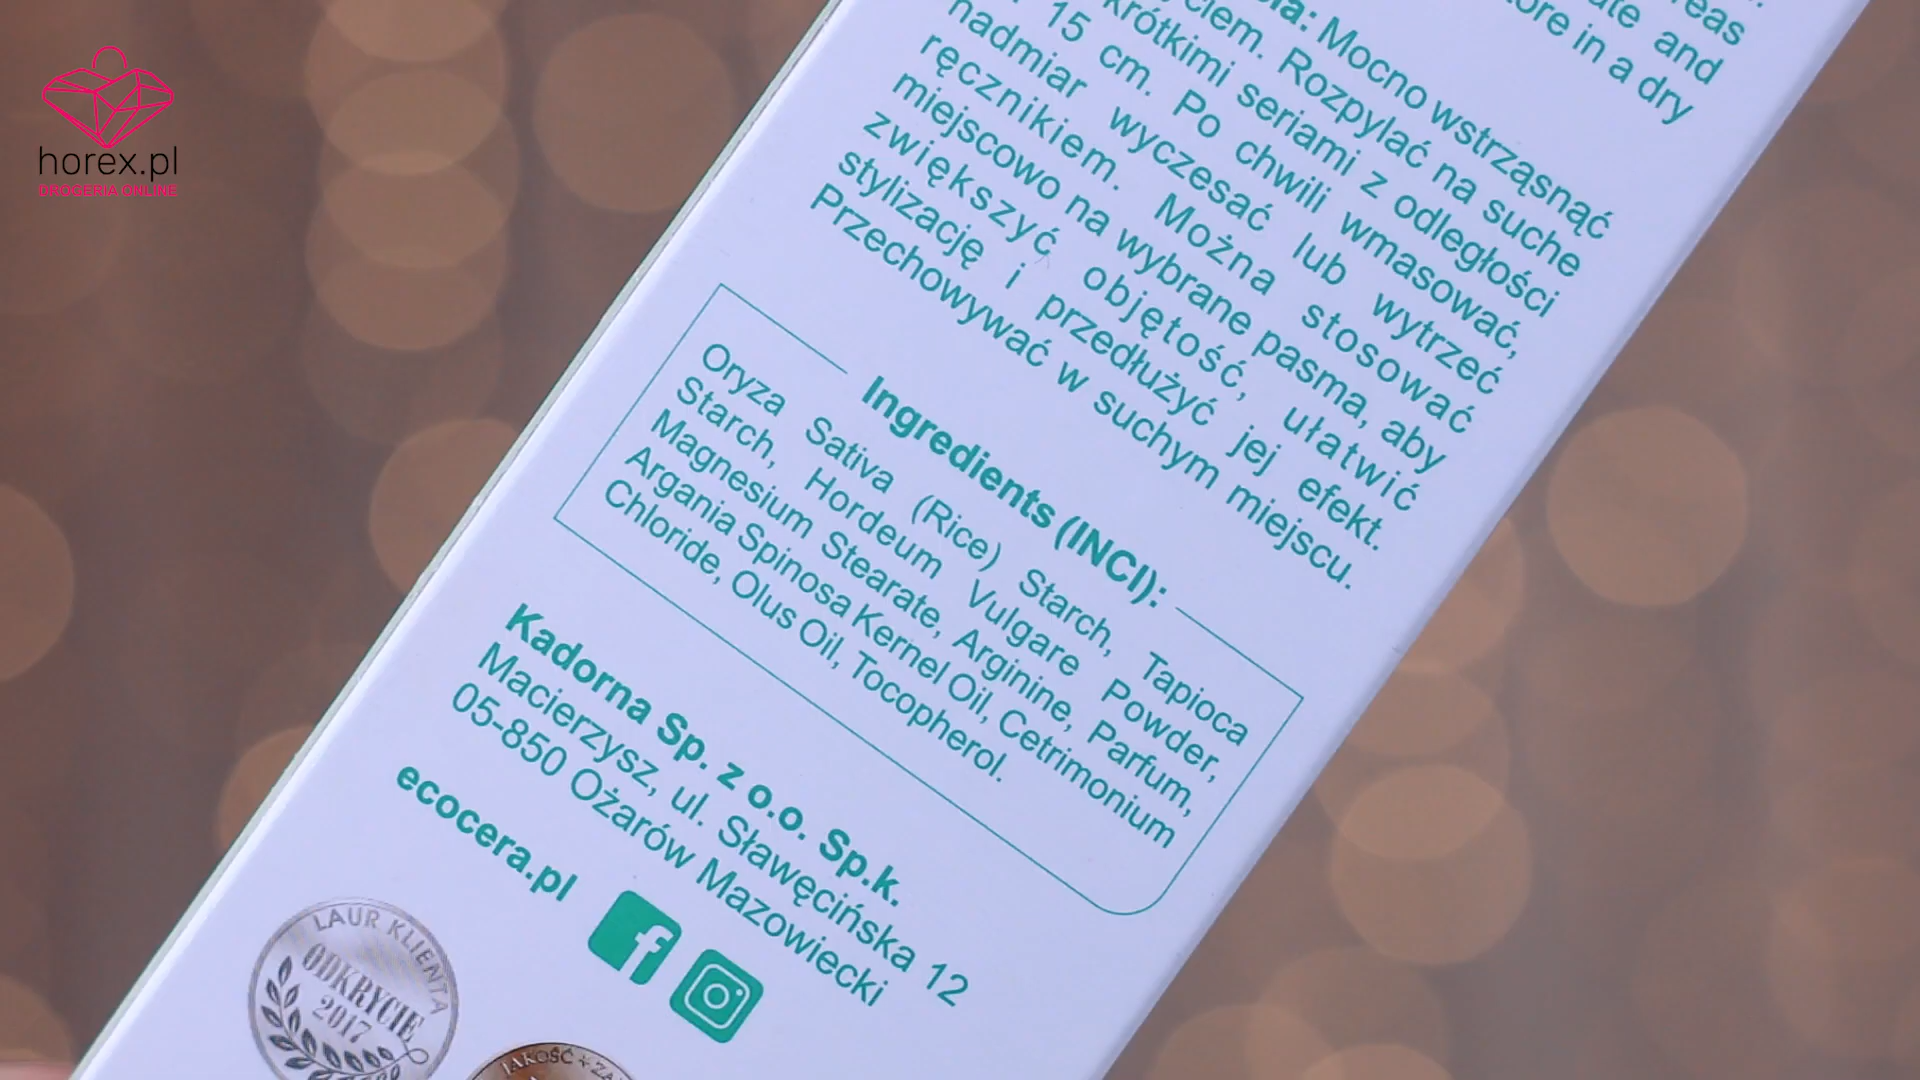 horex.pl
DROGERIA ONLINE
reas
and
ore in a dry
Mocno wstrząsnąć
Rozpylać na suche
krótkimi seriami z odległości
15 cm. Po chwili wmasować,
nadmiar wyczesać lub wytrzeć
ręcznikiem. Można stosować
miejscowo na wybrane pasma, aby
zwiększyć objętość, ułatwić
stylizację i przedłużyć jej efekt.
Przechowywać w suchym miejscu.
Ingredients (INCI):
Oryza Sativa (Rice) Starch, Tapioca
Starch, Hordeum Vulgare Powder,
Magnesium Stearate, Arginine, Parfum,
Argania Spinosa Kernel Oil, Cetrimonium
Chloride, Olus Oil, Tocopherol.
Kadorna Sp. z o.o. Sp.k.
Macierzysz, ul. Sławęcińska 12
05-850 Ożarów Mazowiecki
ecocera.pl
LAUR KLIENTA
ODKRYCIE
2017
JAKOŚĆ